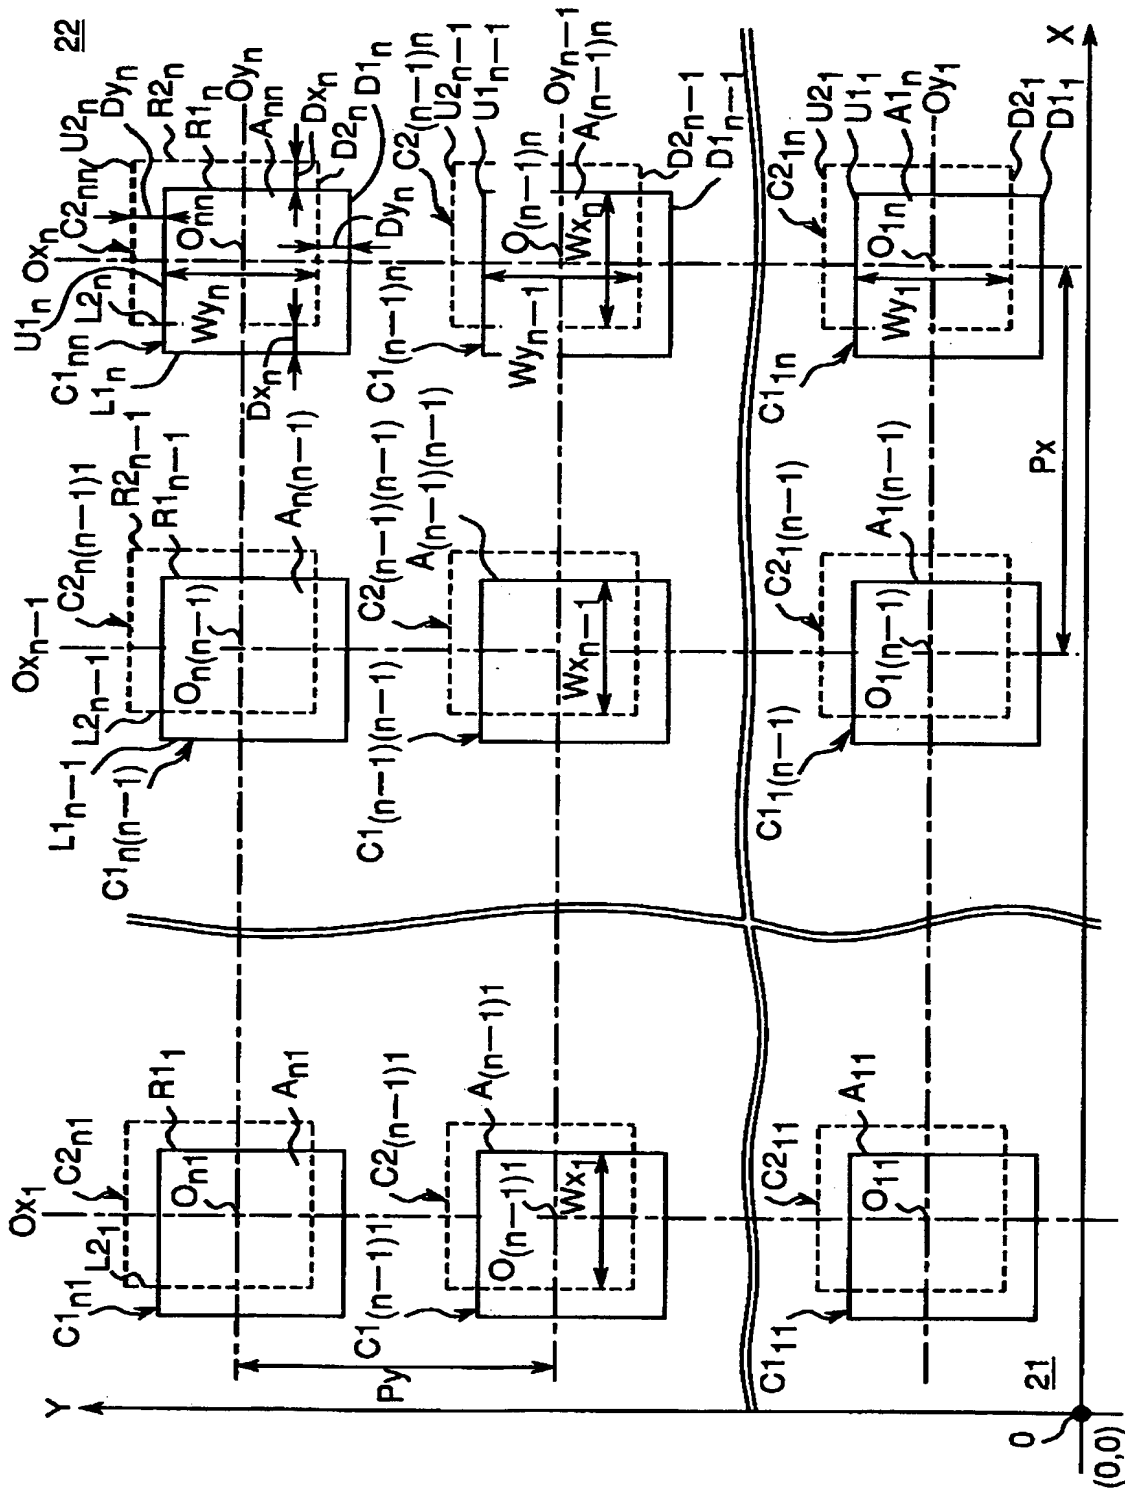 22
Y
X
0
(0,0)
21
Py
Px
Ox1
Oxn−1
Oxn
Oyn
Oyn−1
Oy1
C1n1
L21
C2n1
R11
On1
An1
L1n−1
C1n(n−1)
L2n−1
C2n(n−1)1
R2n−1
R1n−1
On(n−1)
An(n−1)
U1n
C1nn
L1n
L2n
C2nn
U2n
Dyn
R2n
R1n
Onn
Ann
Wyn
Dxn
Dxn
D2n
D1n
Dyn
C1(n−1)1
C2(n−1)1
A(n−1)1
O(n−1)1
Wx1
C1(n−1)(n−1)
C2(n−1)(n−1)
A(n−1)(n−1)
Wxn−1
C1(n−1)n
C2(n−1)n
U2n−1
U1n−1
O(n−1)n
A(n−1)n
Wxn
Wyn−1
D2n−1
D1n−1
C111
C211
A11
O11
C11(n−1)
C21(n−1)
A1(n−1)
O1(n−1)
C11n
C21n
U21
U11
A1n
O1n
Wy1
D21
D11